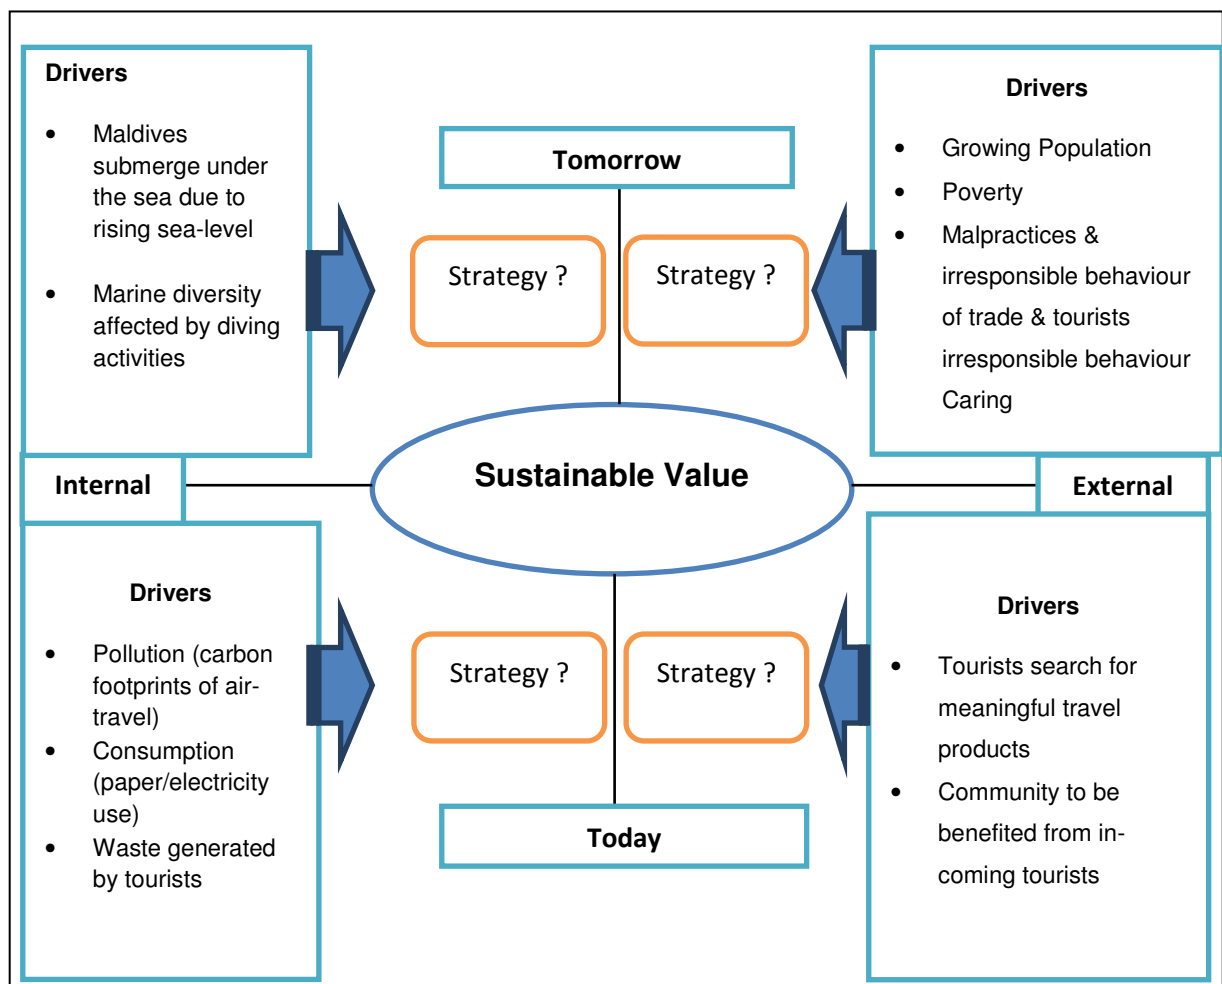 Drivers
• Maldives
submerge under
the sea due to
rising sea-level
• Marine diversity
affected by diving
activities
Tomorrow
Strategy ?
Strategy ?
Drivers
• Growing Population
• Poverty
• Malpractices &
irresponsible behaviour
of trade & tourists
irresponsible behaviour
Caring
Internal
Sustainable Value
External
Drivers
• Pollution (carbon
footprints of air-
travel)
• Consumption
(paper/electricity
use)
• Waste generated
by tourists
Strategy ?
Strategy ?
Today
Drivers
• Tourists search for
meaningful travel
products
• Community to be
benefited from in-
coming tourists